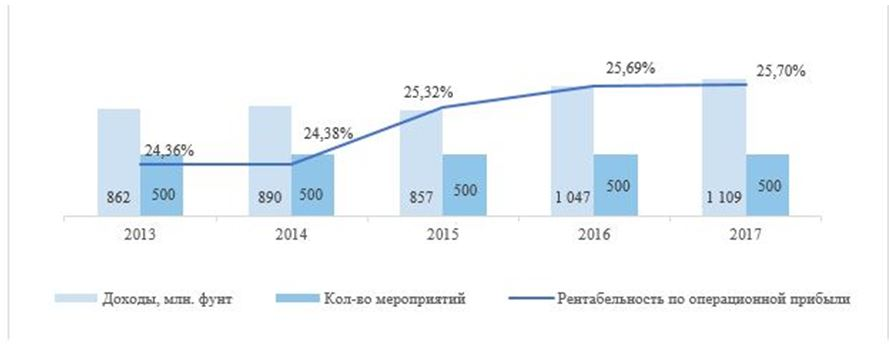 25,69%
25,70%
25,32%
24,38%
24,36%
862 500 890 500 857 500 1 047 500 1 109 500
2013 2014 2015 2016 2017
Доходы, млн. фунт Кол-во мероприятий Рентабельность по операционной прибыли